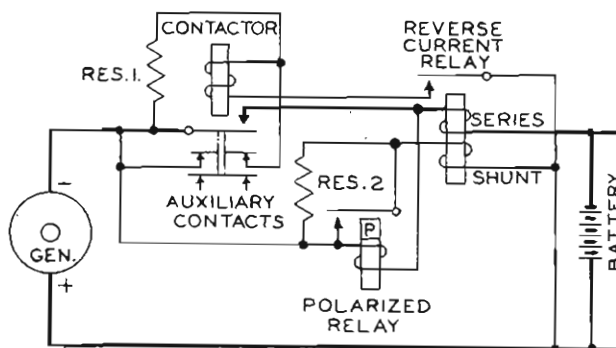 CONTACTOR
REVERSE
CURRENT
RELAY
RES.1.
SERIES
SHUNT
AUXILIARY
CONTACTS
RES. 2
P
-
GEN.
+
POLARIZED
RELAY
BATTERY